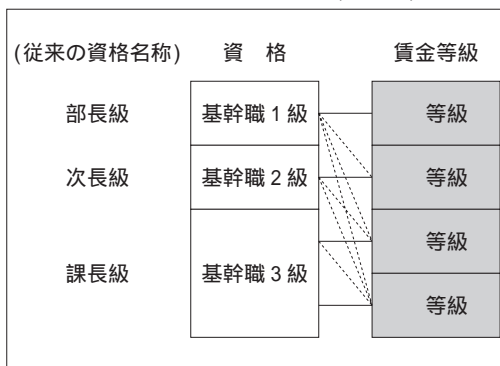 (従来の資格名称) 資 格 賃金等級
部長級 基幹職1級 等級
次長級 基幹職2級 等級
等級
課長級 基幹職3級
等級